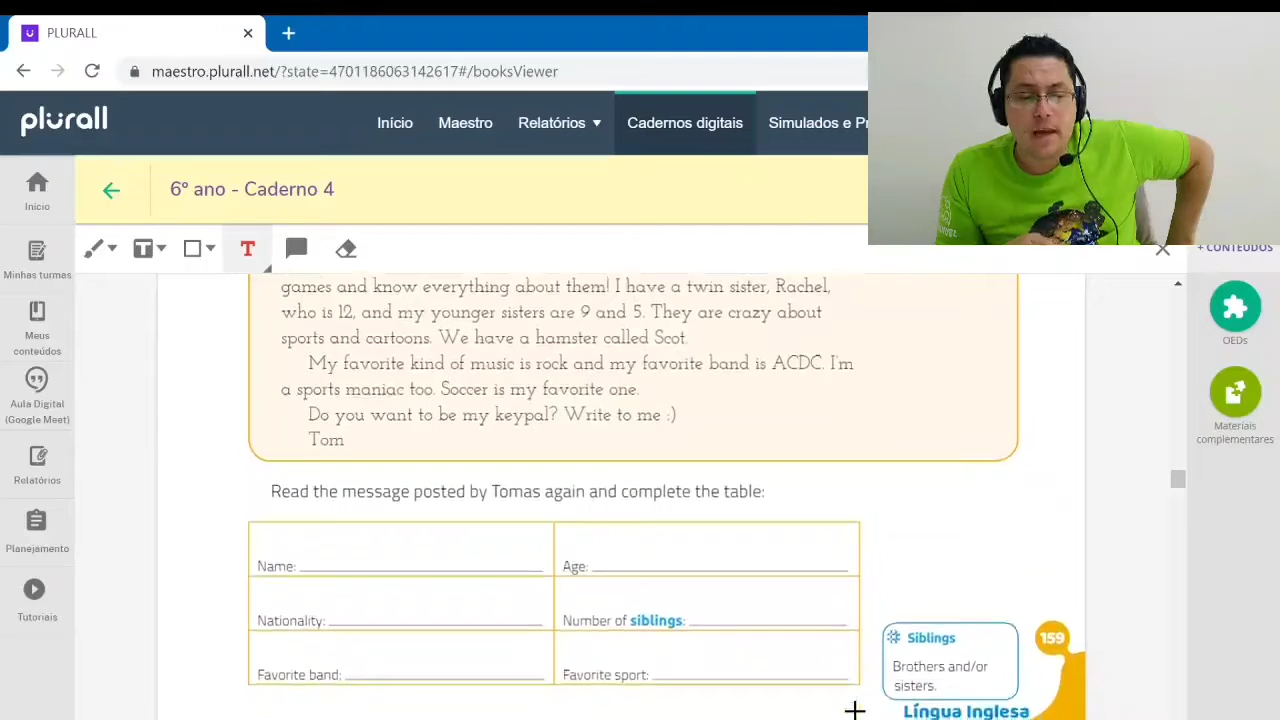 PLURALL
maestro.plurall.net/?state=4701186063142617#/booksViewer
plurall
Início Maestro Relatórios Cadernos digitais Simulados e Pr
6º ano - Caderno 4
Início
Minhas turmas
Meus conteúdos
Aula Digital (Google Meet)
Relatórios
Planejamento
Tutoriais
+ CONTEÚDOS
OEDs
Materiais complementares
games and know everything about them! I have a twin sister, Rachel,
who is 12, and my younger sisters are 9 and 5. They are crazy about
sports and cartoons. We have a hamster called Scot.
My favorite kind of music is rock and my favorite band is ACDC. I'm
a sports maniac too. Soccer is my favorite one.
Do you want to be my keypal? Write to me :)
Tom
Read the message posted by Tomas again and complete the table:
Name: Age:
Nationality: Number of siblings:
Favorite band: Favorite sport:
Siblings
Brothers and/or
sisters.
159
Língua Inglesa